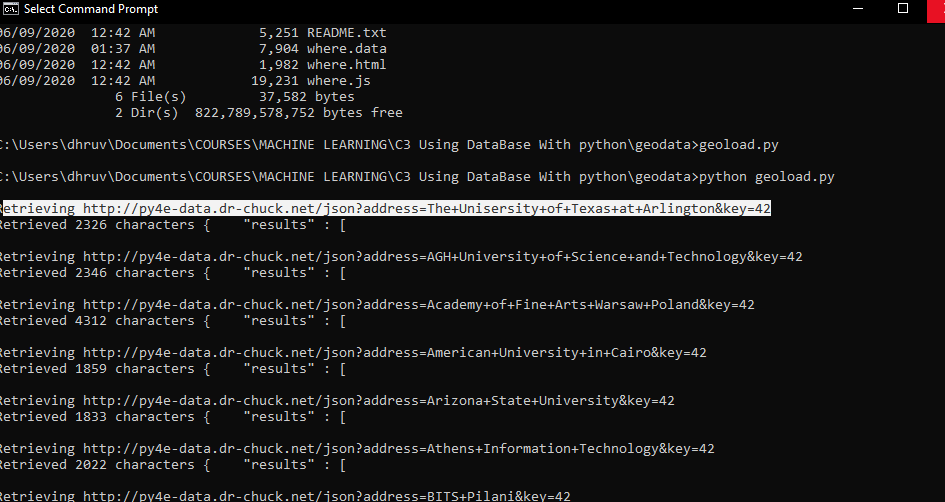 Select Command Prompt
06/09/2020  12:42 AM             5,251 README.txt
06/09/2020  01:37 AM             7,904 where.data
06/09/2020  12:42 AM             1,982 where.html
06/09/2020  12:42 AM            19,231 where.js
6 File(s)         37,582 bytes
2 Dir(s)  822,789,578,752 bytes free
C:\Users\dhruv\Documents\COURSES\MACHINE LEARNING\C3 Using DataBase With python\geodata>geoload.py
C:\Users\dhruv\Documents\COURSES\MACHINE LEARNING\C3 Using DataBase With python\geodata>python geoload.py
Retrieving http://py4e-data.dr-chuck.net/json?address=The+Unisersity+of+Texas+at+Arlington&key=42
Retrieved 2326 characters {    "results" : [
Retrieving http://py4e-data.dr-chuck.net/json?address=AGH+University+of+Science+and+Technology&key=42
Retrieved 2346 characters {    "results" : [
Retrieving http://py4e-data.dr-chuck.net/json?address=Academy+of+Fine+Arts+Warsaw+Poland&key=42
Retrieved 4312 characters {    "results" : [
Retrieving http://py4e-data.dr-chuck.net/json?address=American+University+in+Cairo&key=42
Retrieved 1859 characters {    "results" : [
Retrieving http://py4e-data.dr-chuck.net/json?address=Arizona+State+University&key=42
Retrieved 1833 characters {    "results" : [
Retrieving http://py4e-data.dr-chuck.net/json?address=Athens+Information+Technology&key=42
Retrieved 2022 characters {    "results" : [
Retrieving http://py4e-data.dr-chuck.net/json?address=BITS+Pilani&key=42